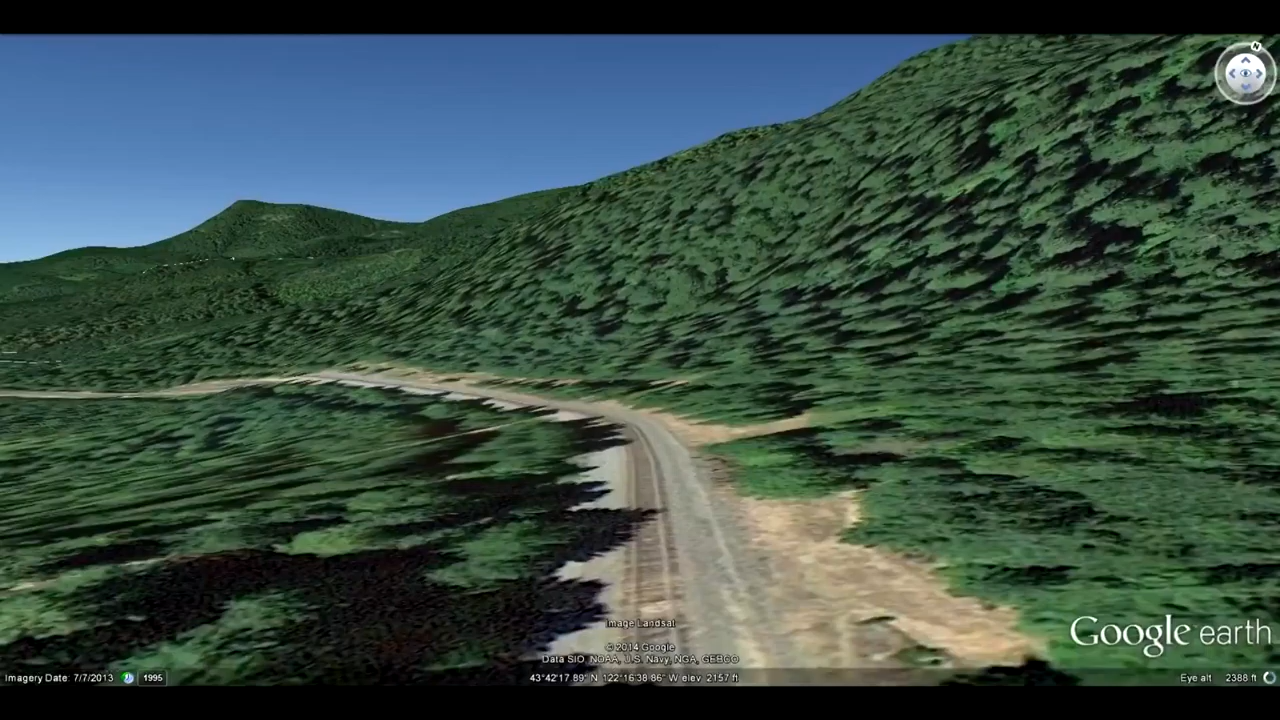 N
Google earth
Image Landsat
© 2014 Google
Data SIO, NOAA, U.S. Navy, NGA, GEBCO
Imagery Date: 7/7/2013 1995 43°42'17.89" N 122°16'38.86" W elev 2157 ft Eye alt 2388 ft